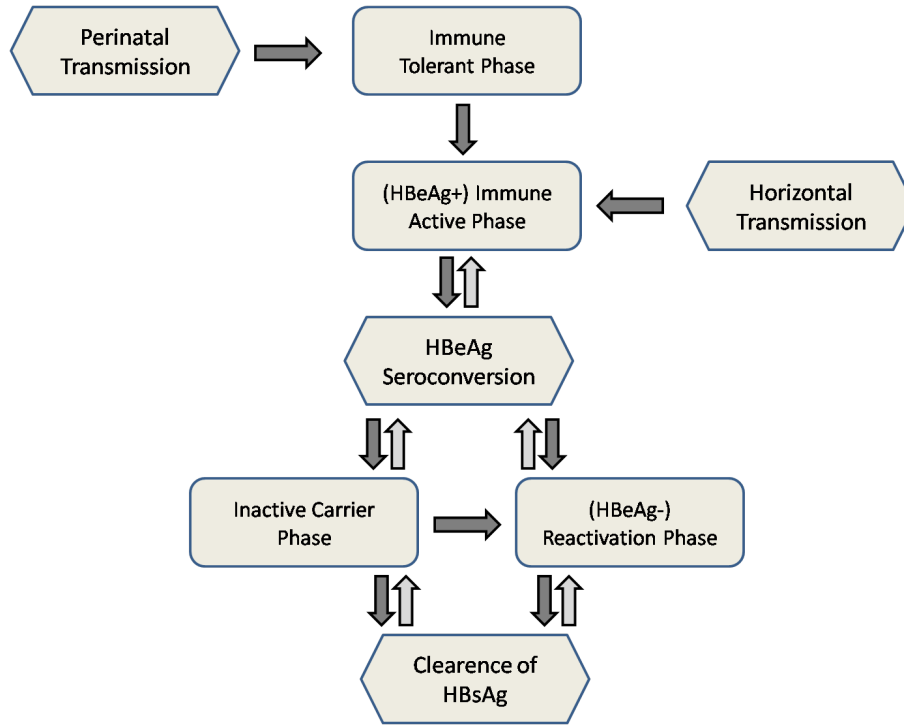 Perinatal
Transmission
Immune
Tolerant Phase
(HBeAg+) Immune
Active Phase
Horizontal
Transmission
HBeAg
Seroconversion
Inactive Carrier
Phase
(HBeAg-)
Reactivation Phase
Clearence of
HBsAg